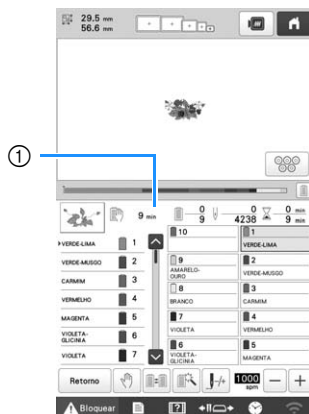 29.5 mm
56.6 mm
①
9 min
0
9
0
4238
0 min
9 min
VERDE-LIMA 1
VERDE-MUSGO 2
CARMIM 3
VERMELHO 4
MAGENTA 5
VIOLETA-GLICINIA 6
VIOLETA 7
10
1
VERDE-LIMA
9
AMARELO-OURO
2
VERDE-MUSGO
8
BRANCO
3
CARMIM
7
VIOLETA
4
VERMELHO
6
VIOLETA-GLICINIA
5
MAGENTA
Retorno
1000 spm
- +
Bloquear